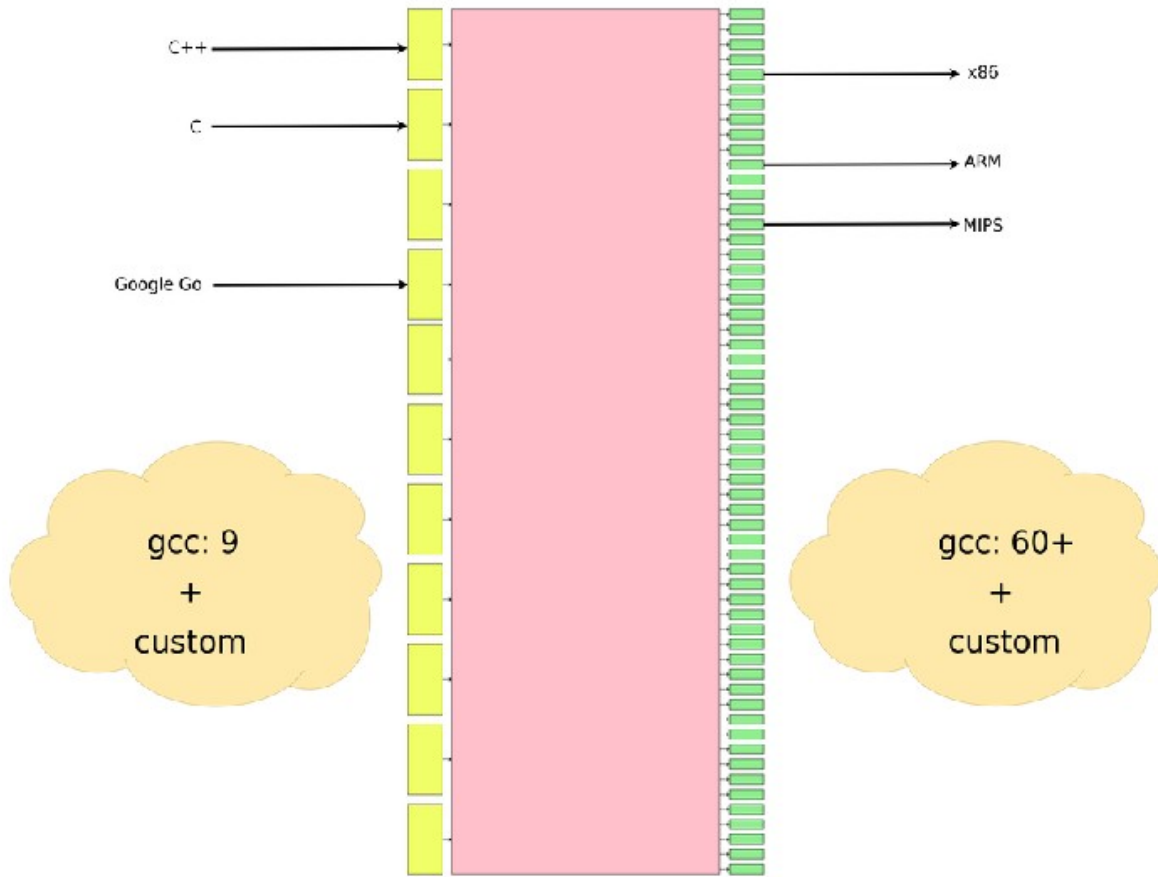 C++
C
Google Go
x86
ARM
MIPS
gcc: 9
+
custom
gcc: 60+
+
custom